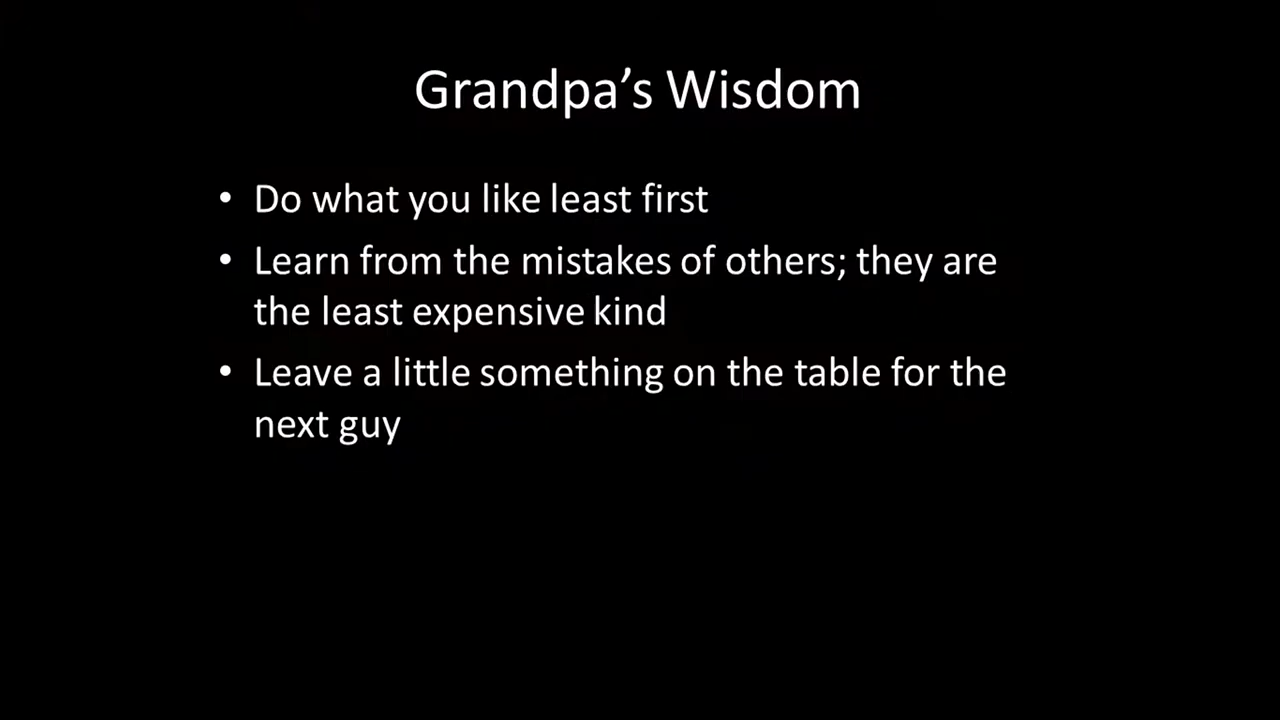 Grandpa’s Wisdom
• Do what you like least first
• Learn from the mistakes of others; they are
the least expensive kind
• Leave a little something on the table for the
next guy